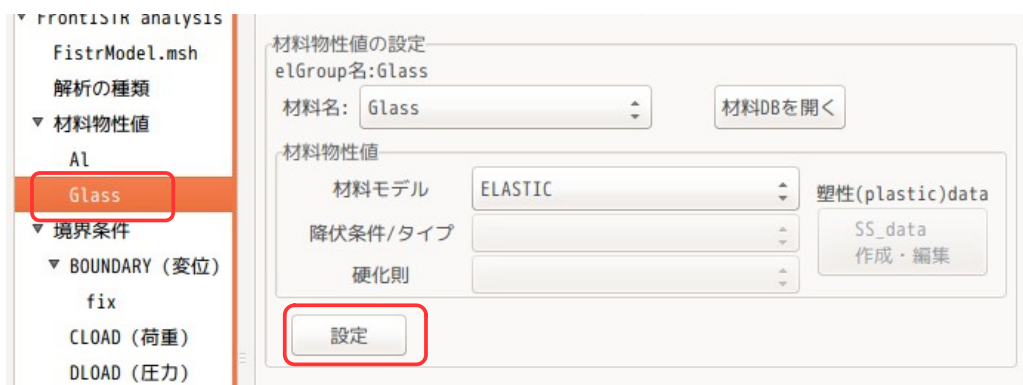 ▼ FrontISTR analysis
FistrModel.msh
解析の種類
▼ 材料物性値
Al
Glass
▼ 境界条件
▼ BOUNDARY (変位)
fix
CLOAD (荷重)
DLOAD (圧力)
材料物性値の設定
elGroup名:Glass
材料名: Glass 材料DBを開く
材料物性値
材料モデル ELASTIC
降伏条件/タイプ
硬化則
塑性(plastic)data
SS_data
作成・編集
設定